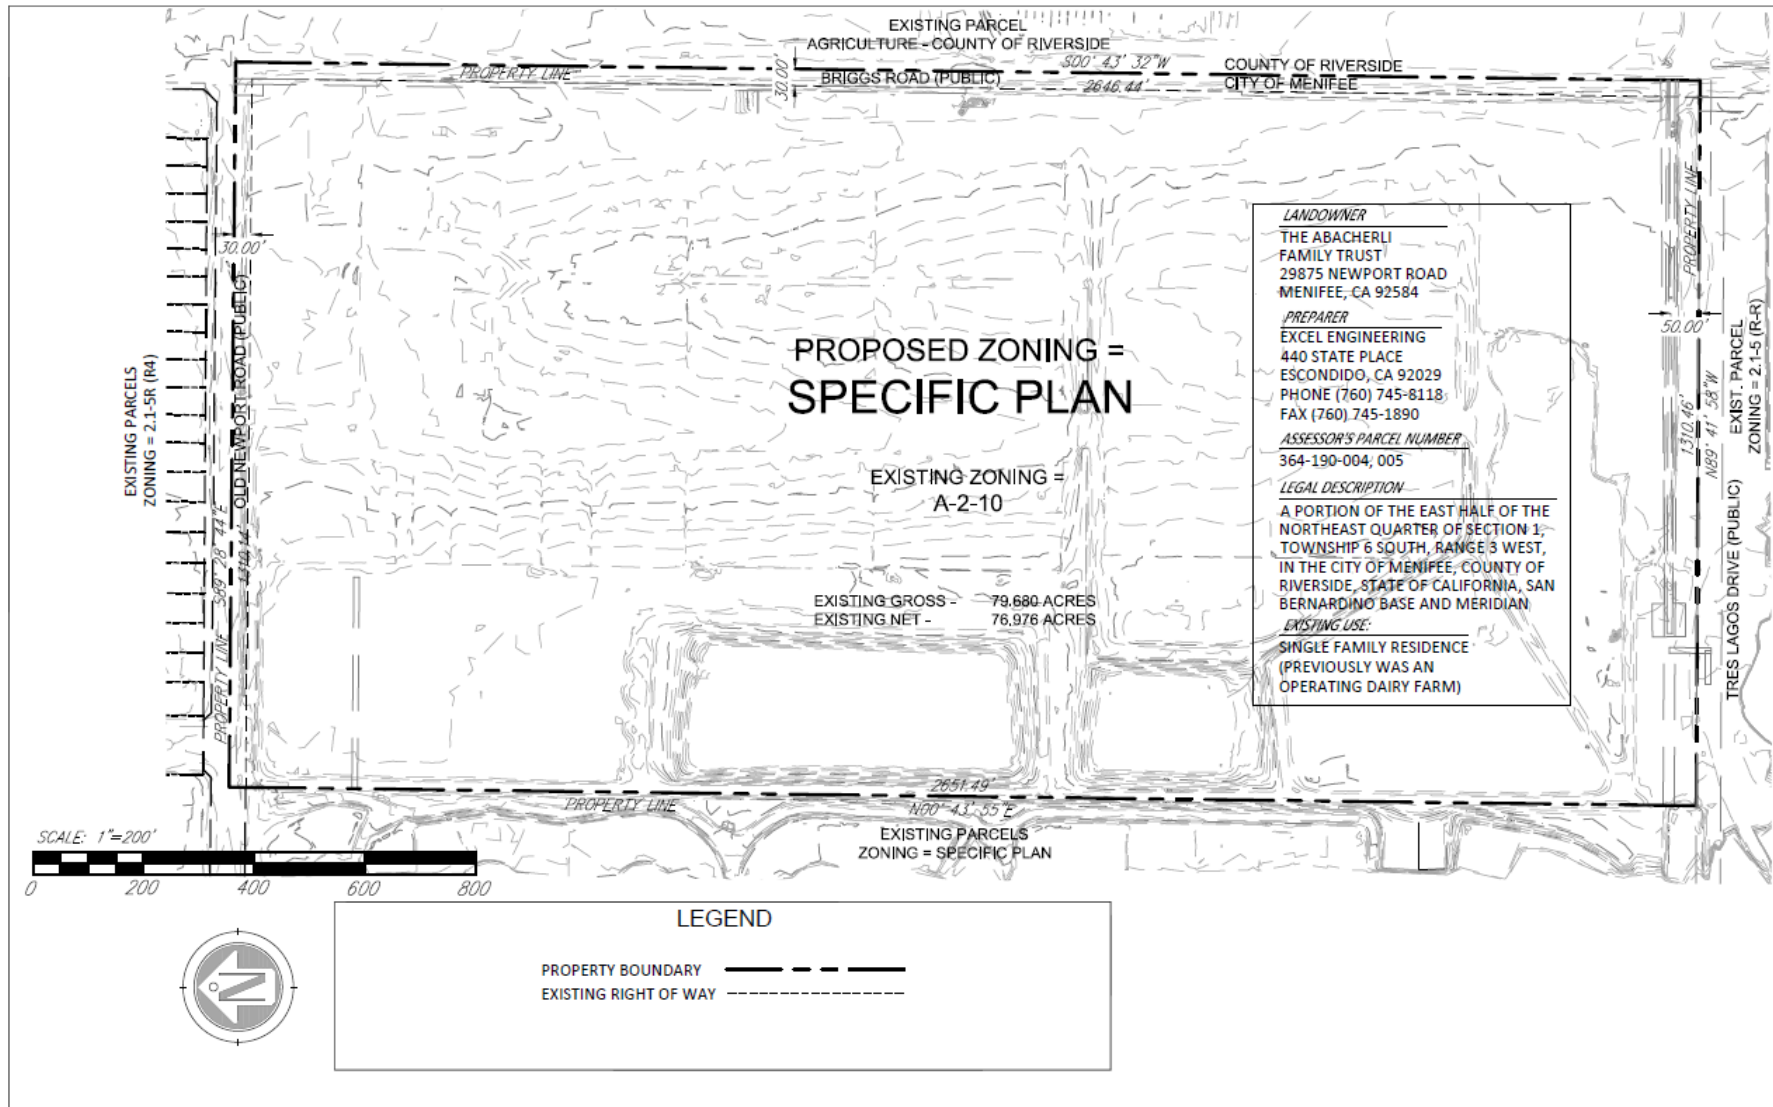 EXISTING PARCEL
AGRICULTURE - COUNTY OF RIVERSIDE
PROPERTY LINE
30.00'
BRIGGS ROAD (PUBLIC)
S00° 43' 32"W
2646.44'
COUNTY OF RIVERSIDE
CITY OF MENIFEE
30.00'
EXISTING PARCELS
ZONING = 2.1-5R (R4)
OLD NEWPORT ROAD (PUBLIC)
S89° 28' 44"E
PROPERTY LINE
PROPOSED ZONING =
SPECIFIC PLAN
EXISTING ZONING =
A-2-10
EXISTING GROSS - 79.680 ACRES
EXISTING NET - 76.976 ACRES
LANDOWNER
THE ABACHERLI
FAMILY TRUST
29875 NEWPORT ROAD
MENIFEE, CA 92584
PREPARER
EXCEL ENGINEERING
440 STATE PLACE
ESCONDIDO, CA 92029
PHONE (760) 745-8118
FAX (760) 745-1890
ASSESSOR'S PARCEL NUMBER
364-190-004, 005
LEGAL DESCRIPTION
A PORTION OF THE EAST HALF OF THE
NORTHEAST QUARTER OF SECTION 1,
TOWNSHIP 6 SOUTH, RANGE 3 WEST,
IN THE CITY OF MENIFEE, COUNTY OF
RIVERSIDE, STATE OF CALIFORNIA, SAN
BERNARDINO BASE AND MERIDIAN
EXISTING USE:
SINGLE FAMILY RESIDENCE
(PREVIOUSLY WAS AN
OPERATING DAIRY FARM)
PROPERTY LINE
50.00'
1310.46'
N89° 41' 58"W
EXIST. PARCEL
ZONING = 2.1-5 (R-R)
TRES LAGOS DRIVE (PUBLIC)
2651.49'
PROPERTY LINE
N00° 43' 55"E
EXISTING PARCELS
ZONING = SPECIFIC PLAN
SCALE: 1"=200'
0 200 400 600 800
N
LEGEND
PROPERTY BOUNDARY
EXISTING RIGHT OF WAY